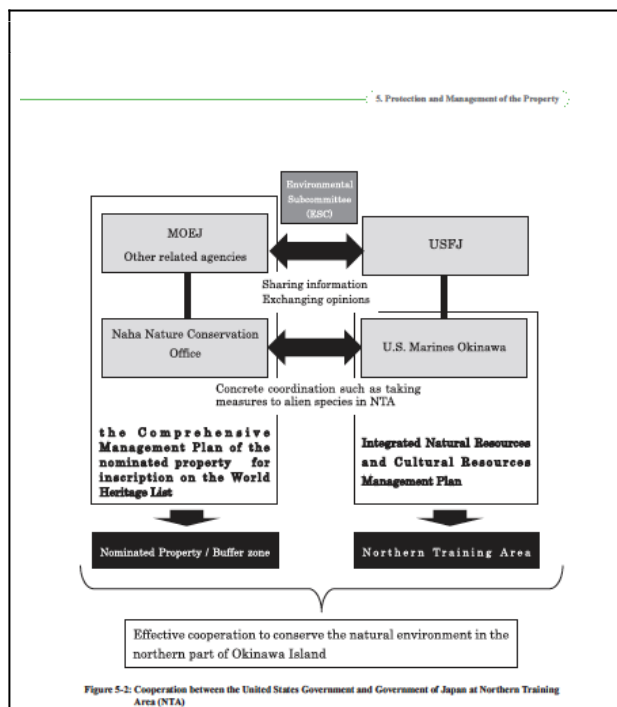 5. Protection and Management of the Property
Environmental
Subcommittee
(ESC)
MOEJ
Other related agencies
USFJ
Sharing information
Exchanging opinions
Naha Nature Conservation
Office
U.S. Marines Okinawa
Concrete coordination such as taking
measures to alien species in NTA
the Comprehensive
Management Plan of the
nominated property for
inscription on the World
Heritage List
Integrated Natural Resources
and Cultural Resources
Management Plan
Nominated Property / Buffer zone
Northern Training Area
Effective cooperation to conserve the natural environment in the
northern part of Okinawa Island
Figure 5-2: Cooperation between the United States Government and Government of Japan at Northern Training
Area (NTA)